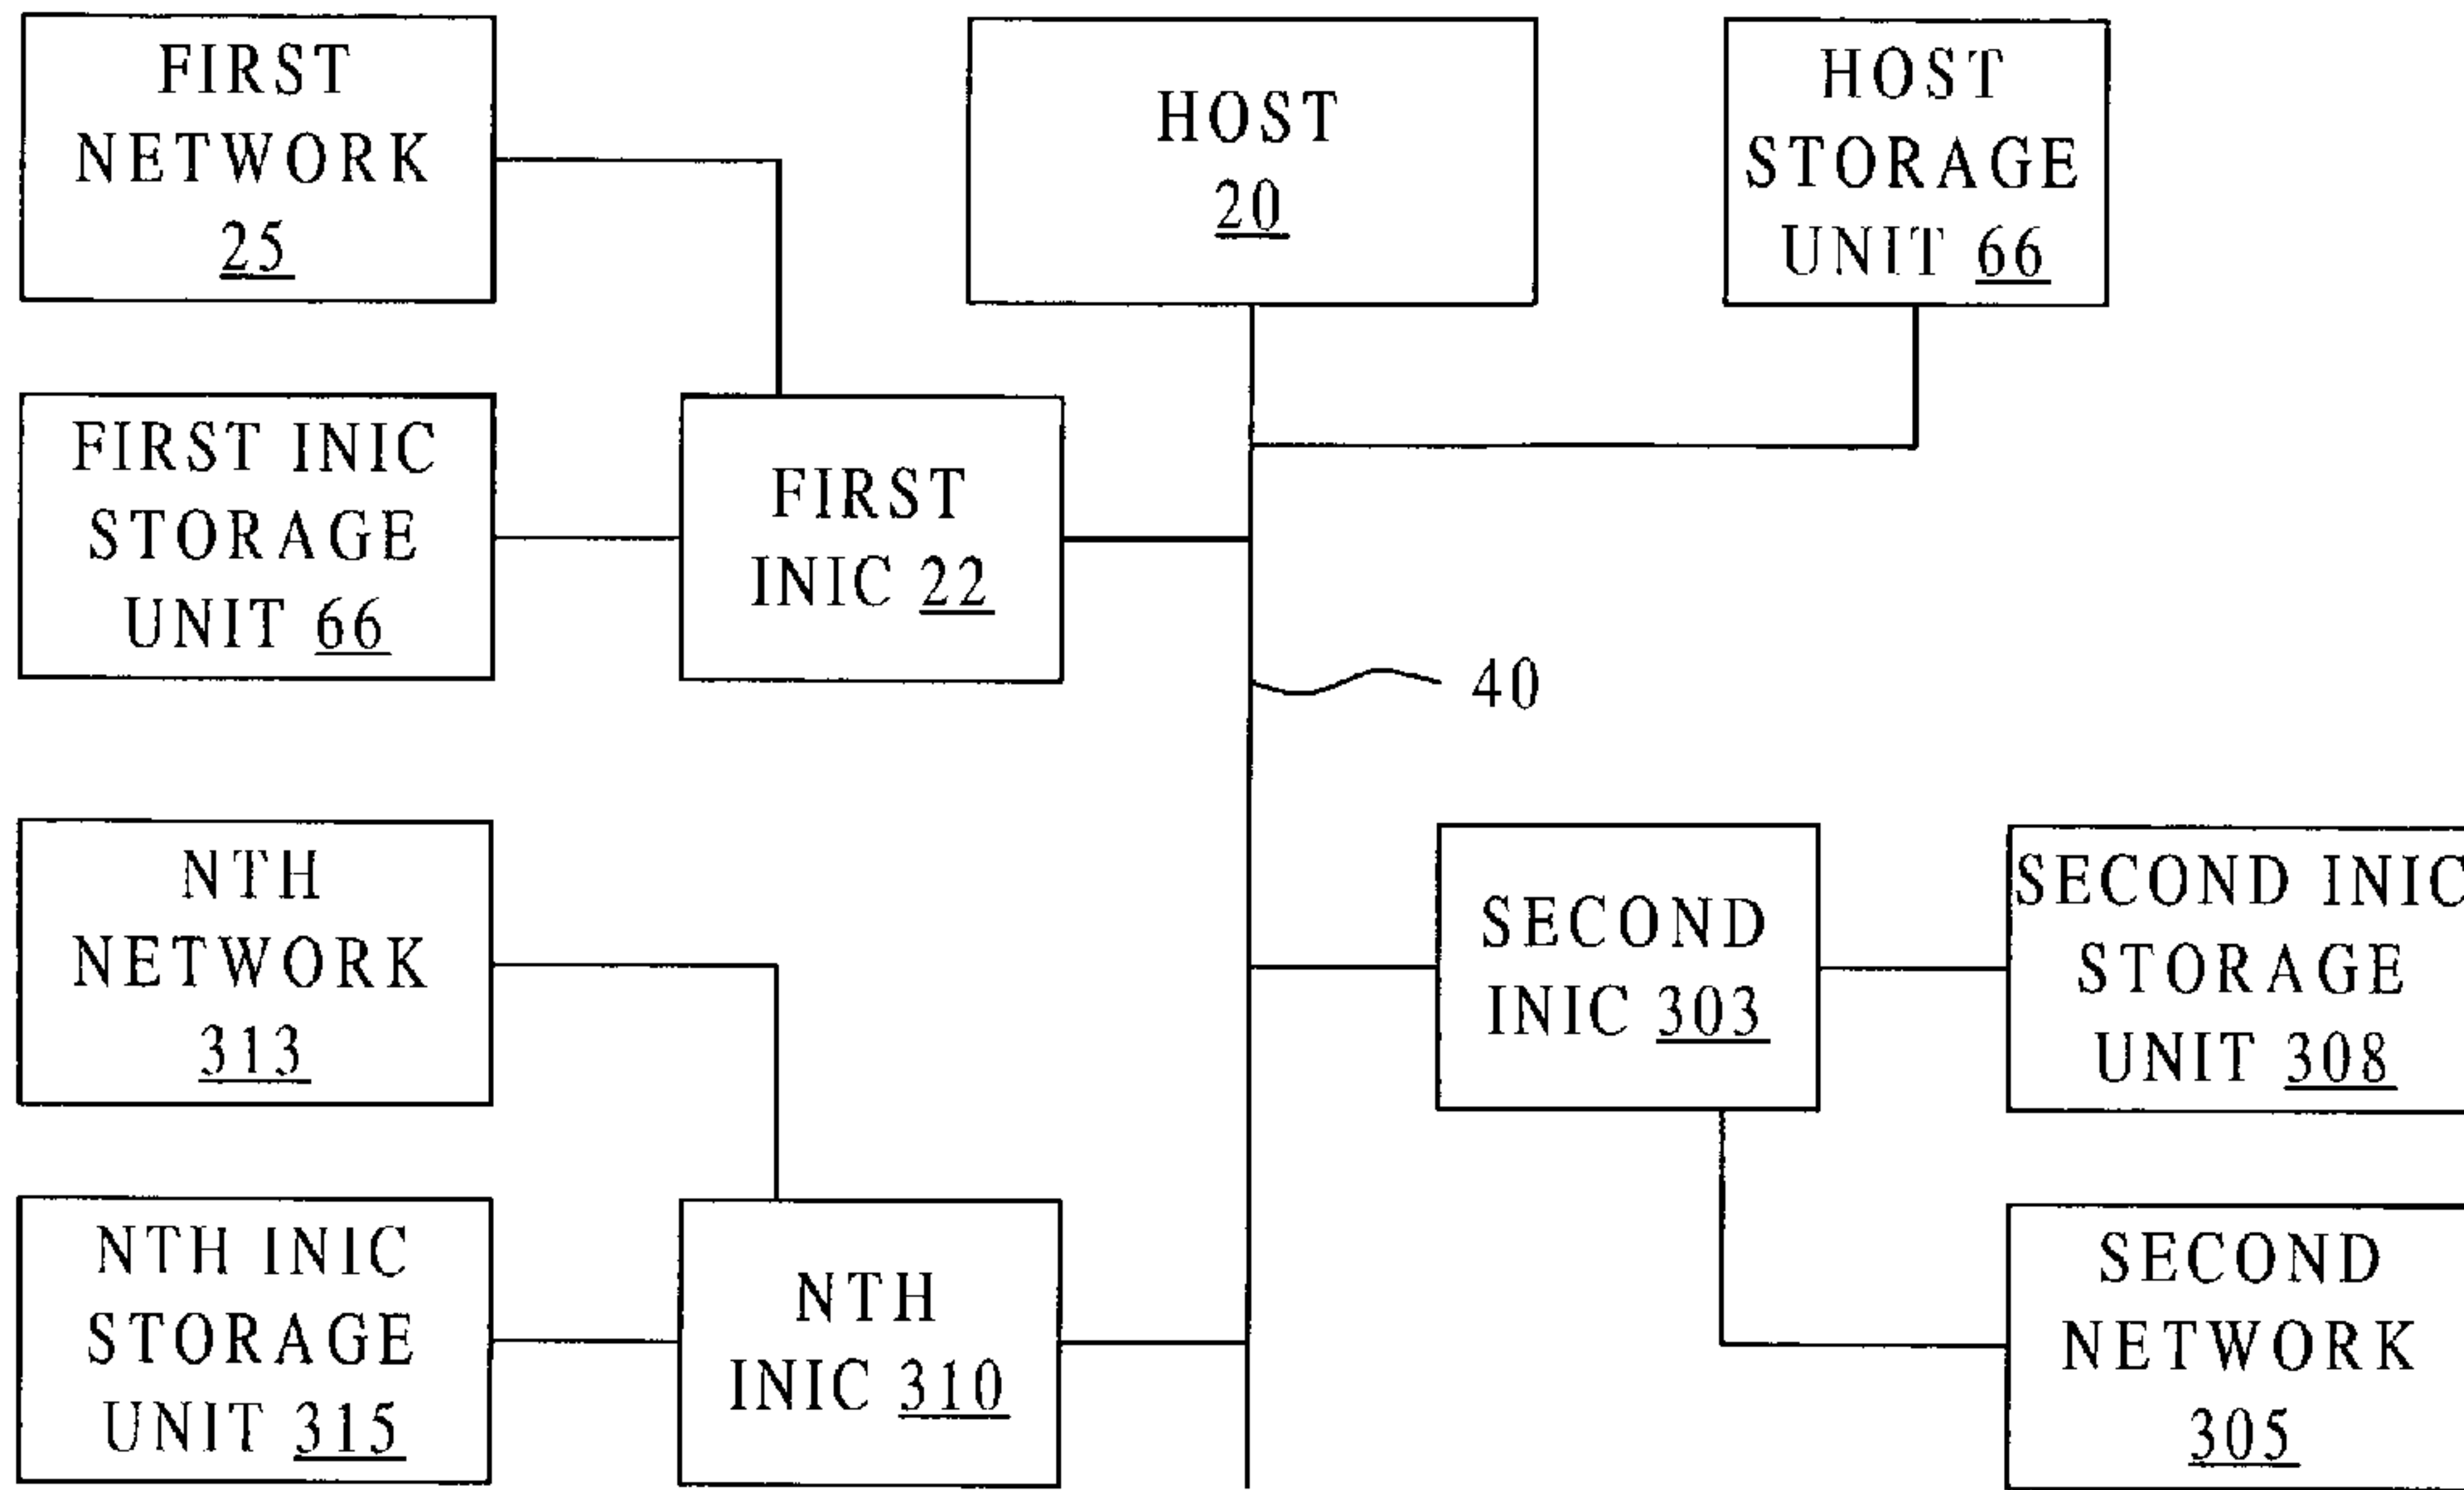 FIRST
NETWORK
25
HOST
20
HOST
STORAGE
UNIT 66
FIRST INIC
STORAGE
UNIT 66
FIRST
INIC 22
40
NTH
NETWORK
313
SECOND
INIC 303
SECOND INIC
STORAGE
UNIT 308
NTH INIC
STORAGE
UNIT 315
NTH
INIC 310
SECOND
NETWORK
305